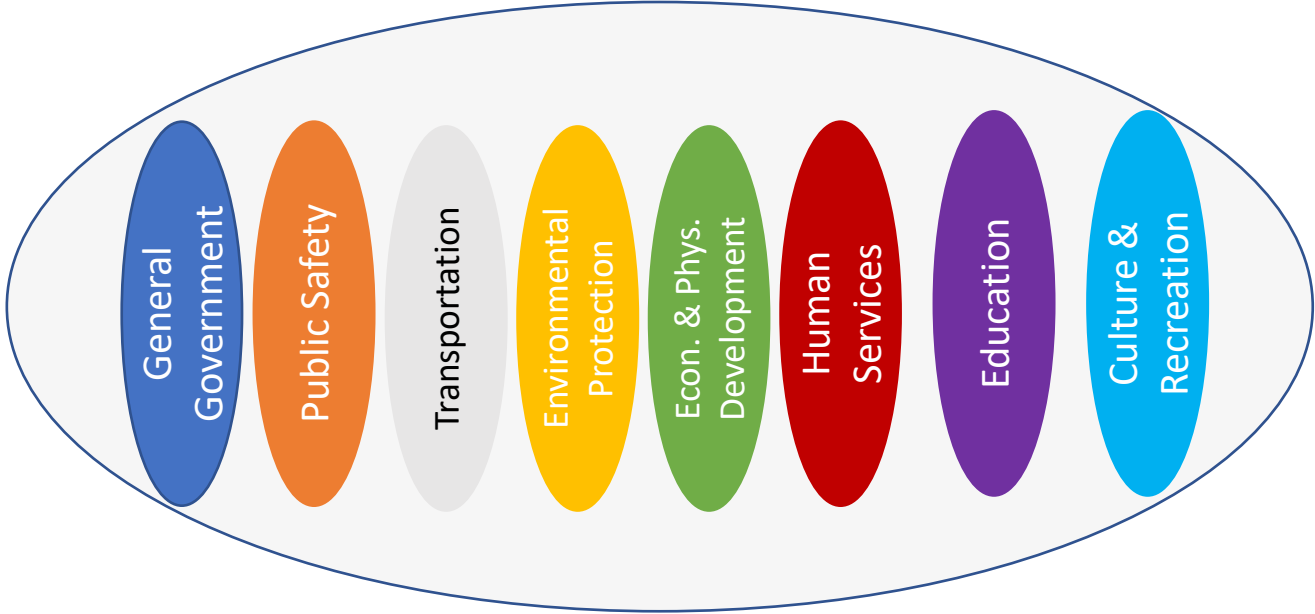 General
Government
Public Safety
Transportation
Environmental
Protection
Econ. & Phys.
Development
Human
Services
Education
Culture &
Recreation